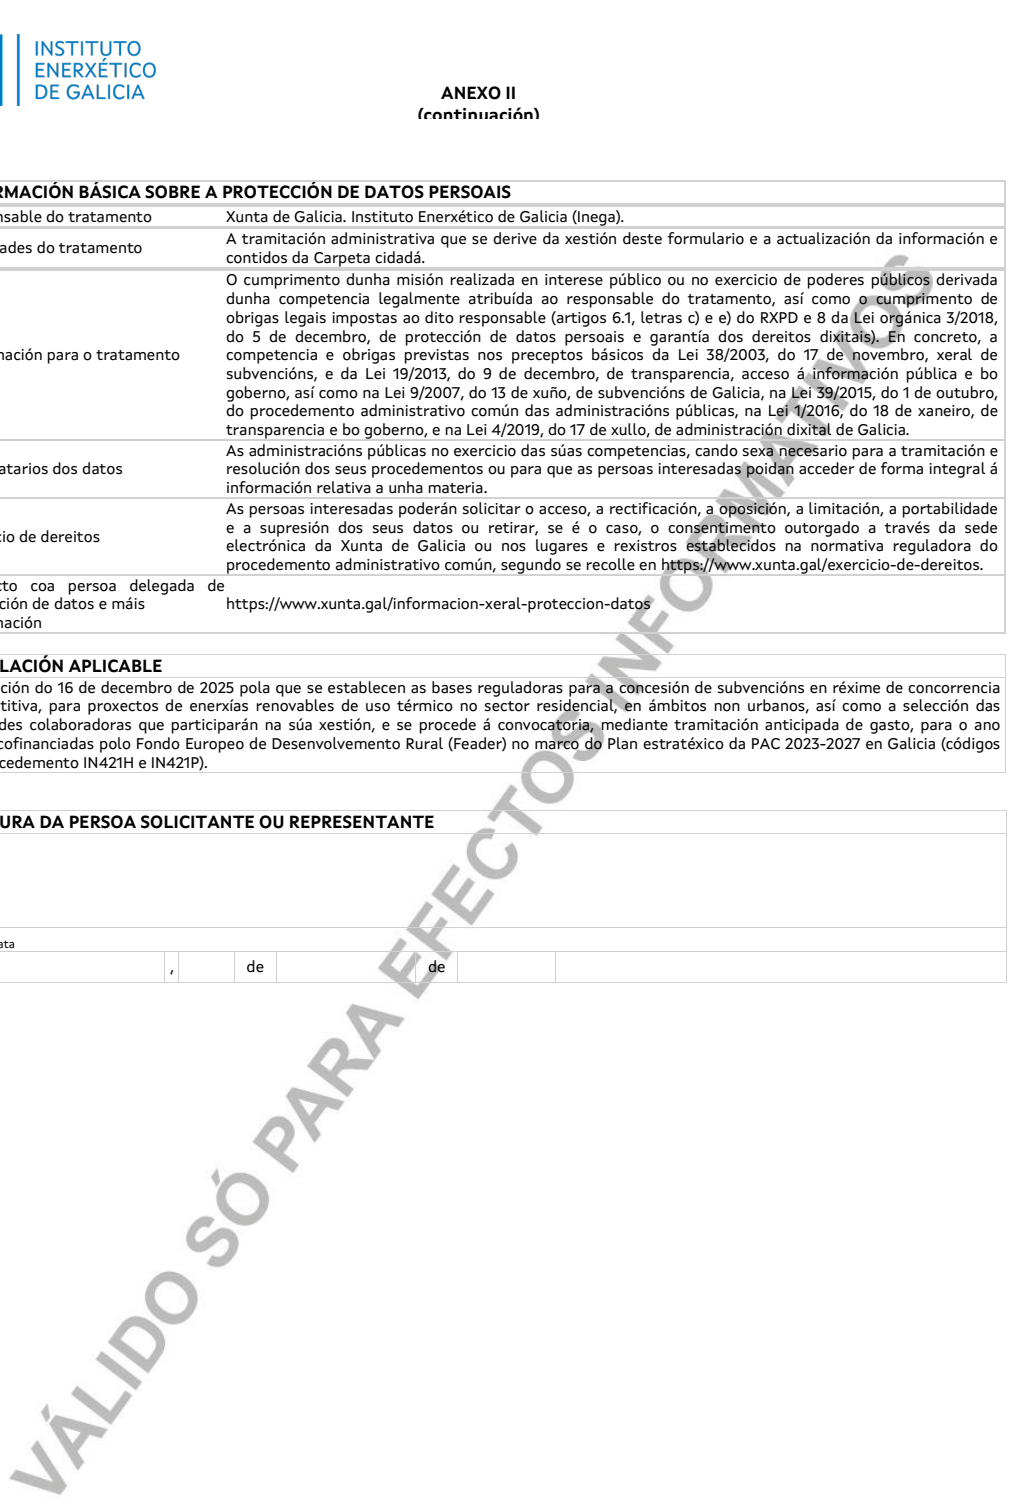 INSTITUTO
ENERXÉTICO
DE GALICIA
ANEXO II
(continuación)
RMACIÓN BÁSICA SOBRE A PROTECCIÓN DE DATOS PERSOAIS
nsable do tratamento Xunta de Galicia. Instituto Enerxético de Galicia (Inega).
ades do tratamento
A tramitación administrativa que se derive da xestión deste formulario e a actualización da información e
contidos da Carpeta cidadá.
mación para o tratamento
O cumprimento dunha misión realizada en interese público ou no exercicio de poderes públicos derivada
dunha competencia legalmente atribuída ao responsable do tratamento, así como o cumprimento de
obrigas legais impostas ao dito responsable (artigos 6.1, letras c) e e) do RXPD e 8 da Lei orgánica 3/2018,
do 5 de decembro, de protección de datos persoais e garantía dos dereitos dixitais). En concreto, a
competencia e obrigas previstas nos preceptos básicos da Lei 38/2003, do 17 de novembro, xeral de
subvencións, e da Lei 19/2013, do 9 de decembro, de transparencia, acceso á información pública e bo
goberno, así como na Lei 9/2007, do 13 de xuño, de subvencións de Galicia, na Lei 39/2015, do 1 de outubro,
do procedemento administrativo común das administracións públicas, na Lei 1/2016, do 18 de xaneiro, de
transparencia e bo goberno, e na Lei 4/2019, do 17 de xullo, de administración dixital de Galicia.
atarios dos datos
As administracións públicas no exercicio das súas competencias, cando sexa necesario para a tramitación e
resolución dos seus procedementos ou para que as persoas interesadas poidan acceder de forma integral á
información relativa a unha materia.
cio de dereitos
As persoas interesadas poderán solicitar o acceso, a rectificación, a oposición, a limitación, a portabilidade
e a supresión dos seus datos ou retirar, se é o caso, o consentimento outorgado a través da sede
electrónica da Xunta de Galicia ou nos lugares e rexistros establecidos na normativa reguladora do
procedemento administrativo común, segundo se recolle en https://www.xunta.gal/exercicio-de-dereitos.
cto coa persoa delegada de
ción de datos e máis
mación
https://www.xunta.gal/informacion-xeral-proteccion-datos
LACIÓN APLICABLE
ción do 16 de decembro de 2025 pola que se establecen as bases reguladoras para a concesión de subvencións en réxime de concorrencia
titiva, para proxectos de enerxías renovables de uso térmico no sector residencial, en ámbitos non urbanos, así como a selección das
des colaboradoras que participarán na súa xestión, e se procede á convocatoria, mediante tramitación anticipada de gasto, para o ano
cofinanciadas polo Fondo Europeo de Desenvolvemento Rural (Feader) no marco do Plan estratéxico da PAC 2023-2027 en Galicia (códigos
cedemento IN421H e IN421P).
URA DA PERSOA SOLICITANTE OU REPRESENTANTE
ata
, de de
VÁLIDO SÓ PARA EFECTOS INFORMATIVOS